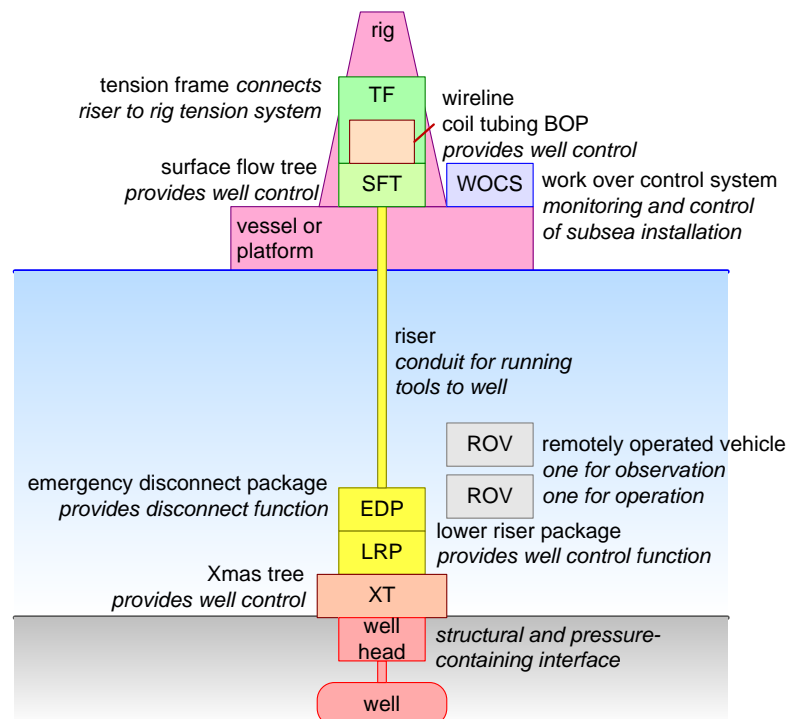 rig
tension frame connects
riser to rig tension system
TF
wireline
coil tubing BOP
provides well control
surface flow tree
provides well control
SFT
WOCS
work over control system
monitoring and control
of subsea installation
vessel or
platform
riser
conduit for running
tools to well
ROV
remotely operated vehicle
one for observation
ROV
one for operation
emergency disconnect package
provides disconnect function
EDP
lower riser package
provides well control function
LRP
Xmas tree
provides well control
XT
well
head
structural and pressure-
containing interface
well